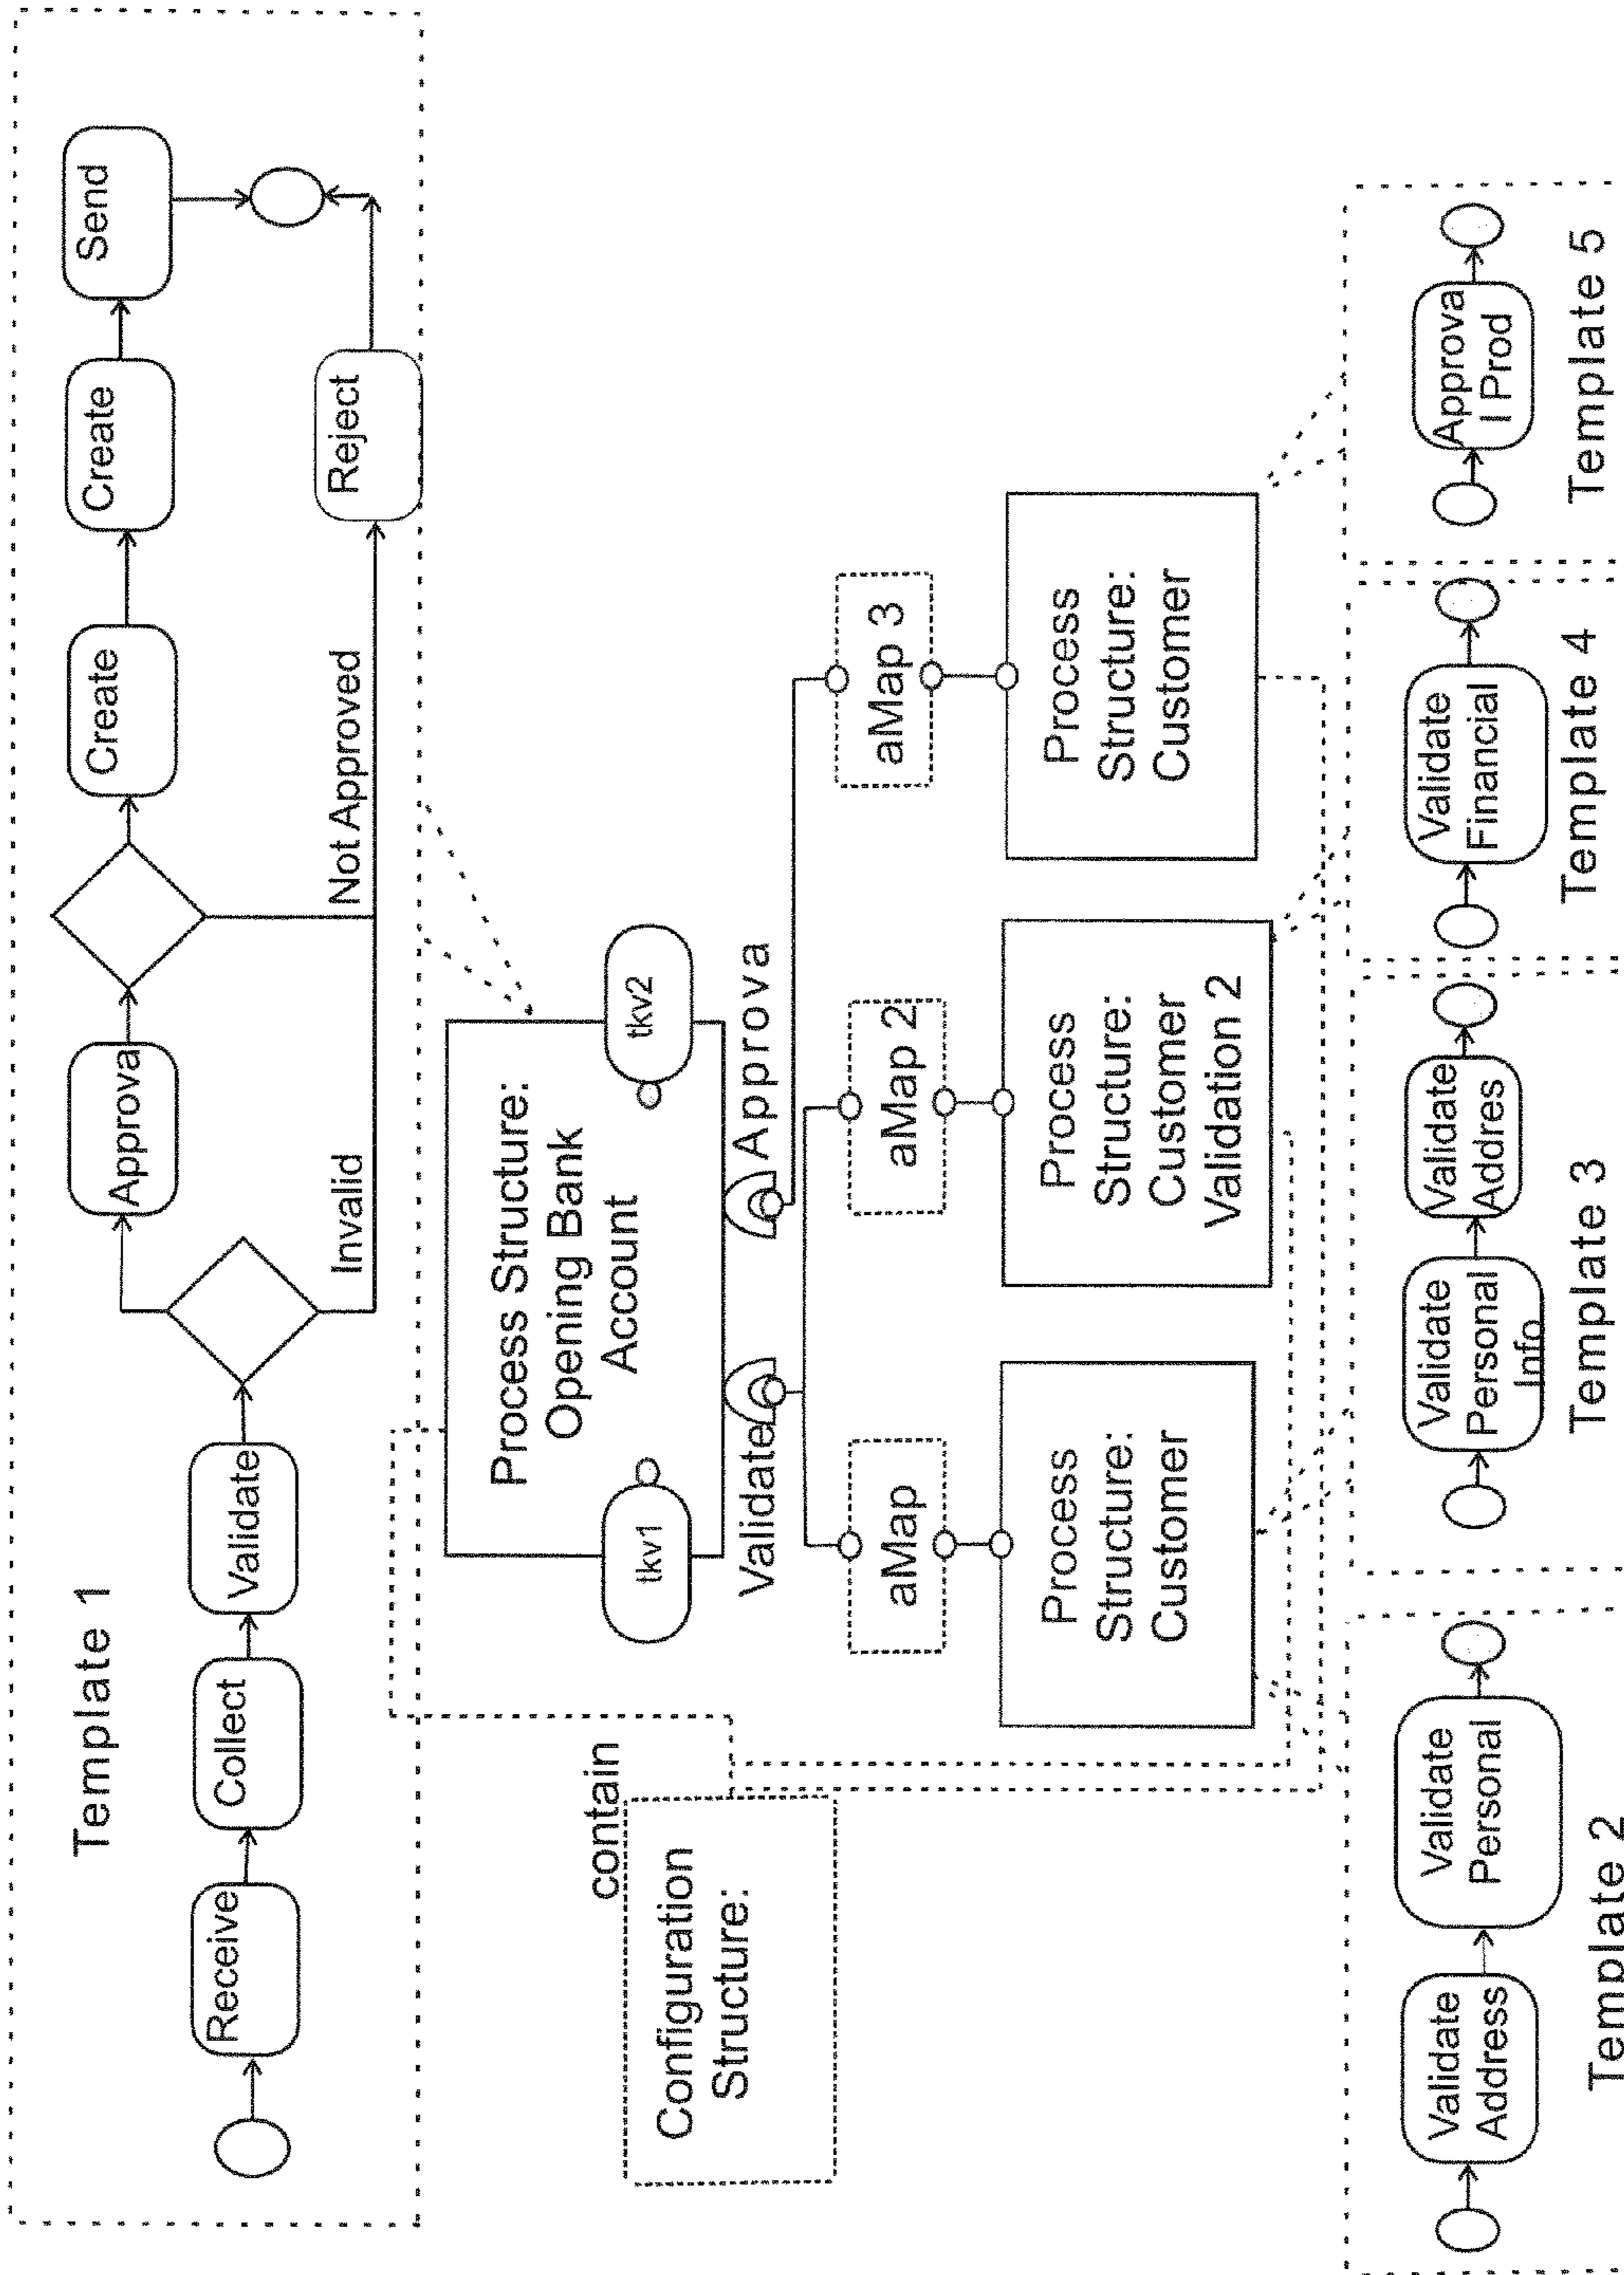 Template 1
Receive
Collect
Validate
Approva
Create
Create
Send
Invalid
Not Approved
Reject
contain
Configuration
Structure:
Process Structure:
Opening Bank
Account
tkv1
tkv2
Validate
Approva
aMap
aMap 2
aMap 3
Process
Structure:
Customer
Process
Structure:
Customer
Validation 2
Process
Structure:
Customer
Validate
Address
Validate
Personal
Template 2
Validate
Personal
Info
Validate
Addres
Template 3
Validate
Financial
Template 4
Approva
l Prod
Template 5